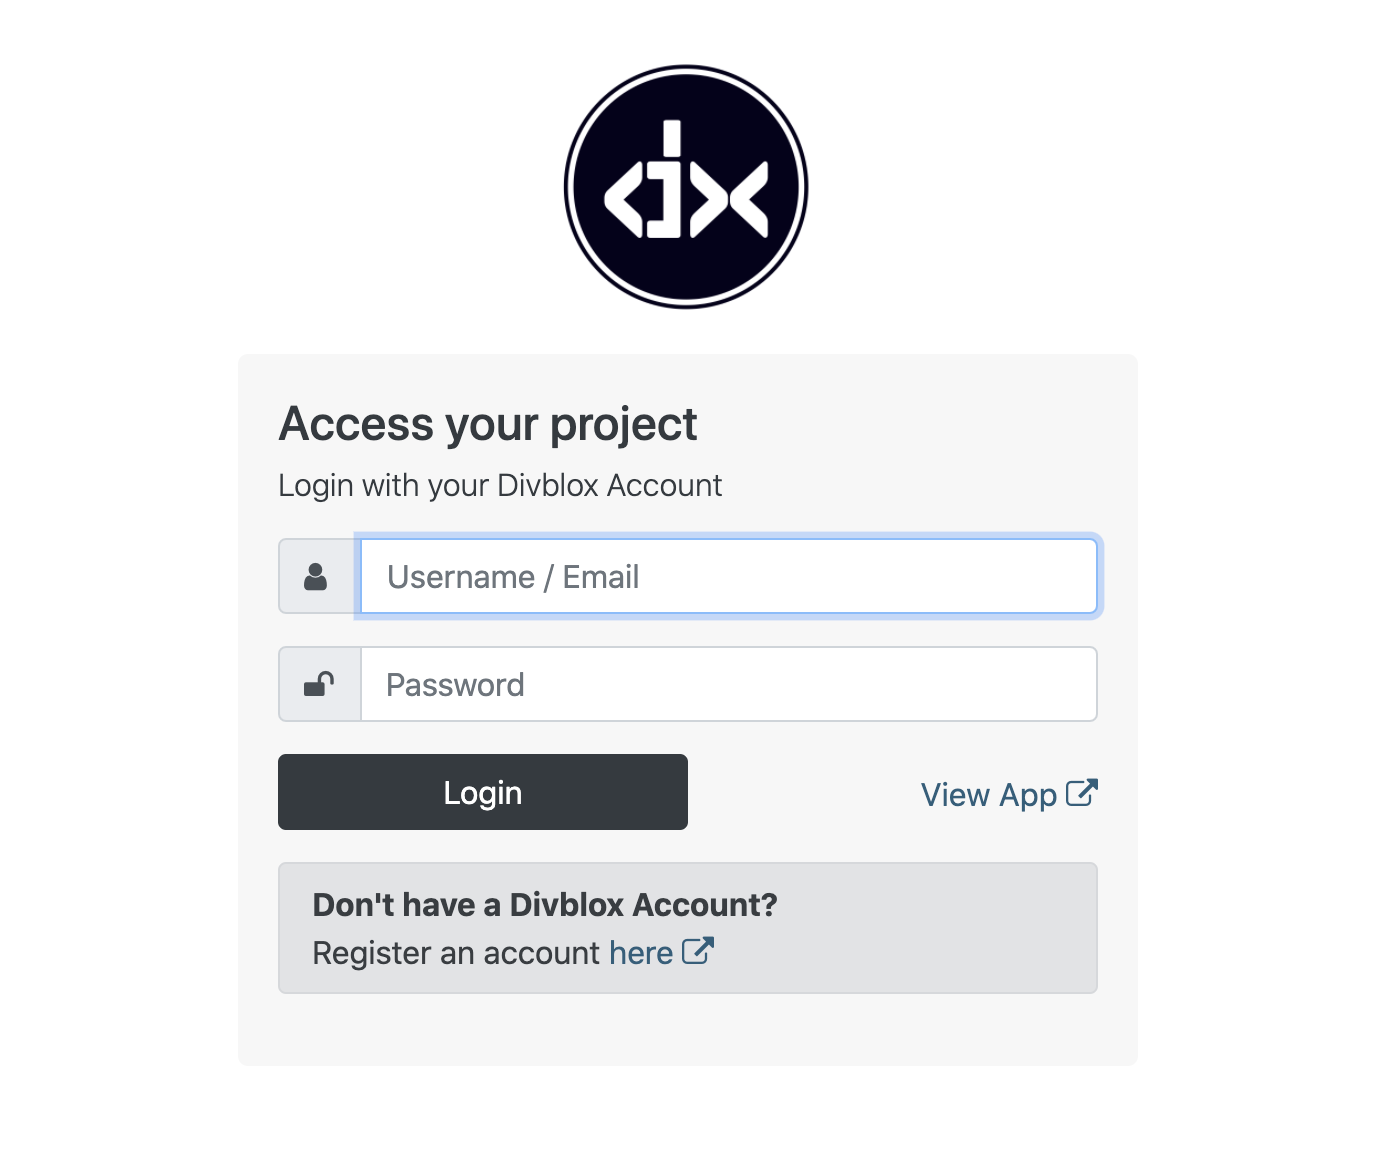 dx
Access your project
Login with your Divblox Account
Username / Email
Password
Login
View App
Don't have a Divblox Account?
Register an account here